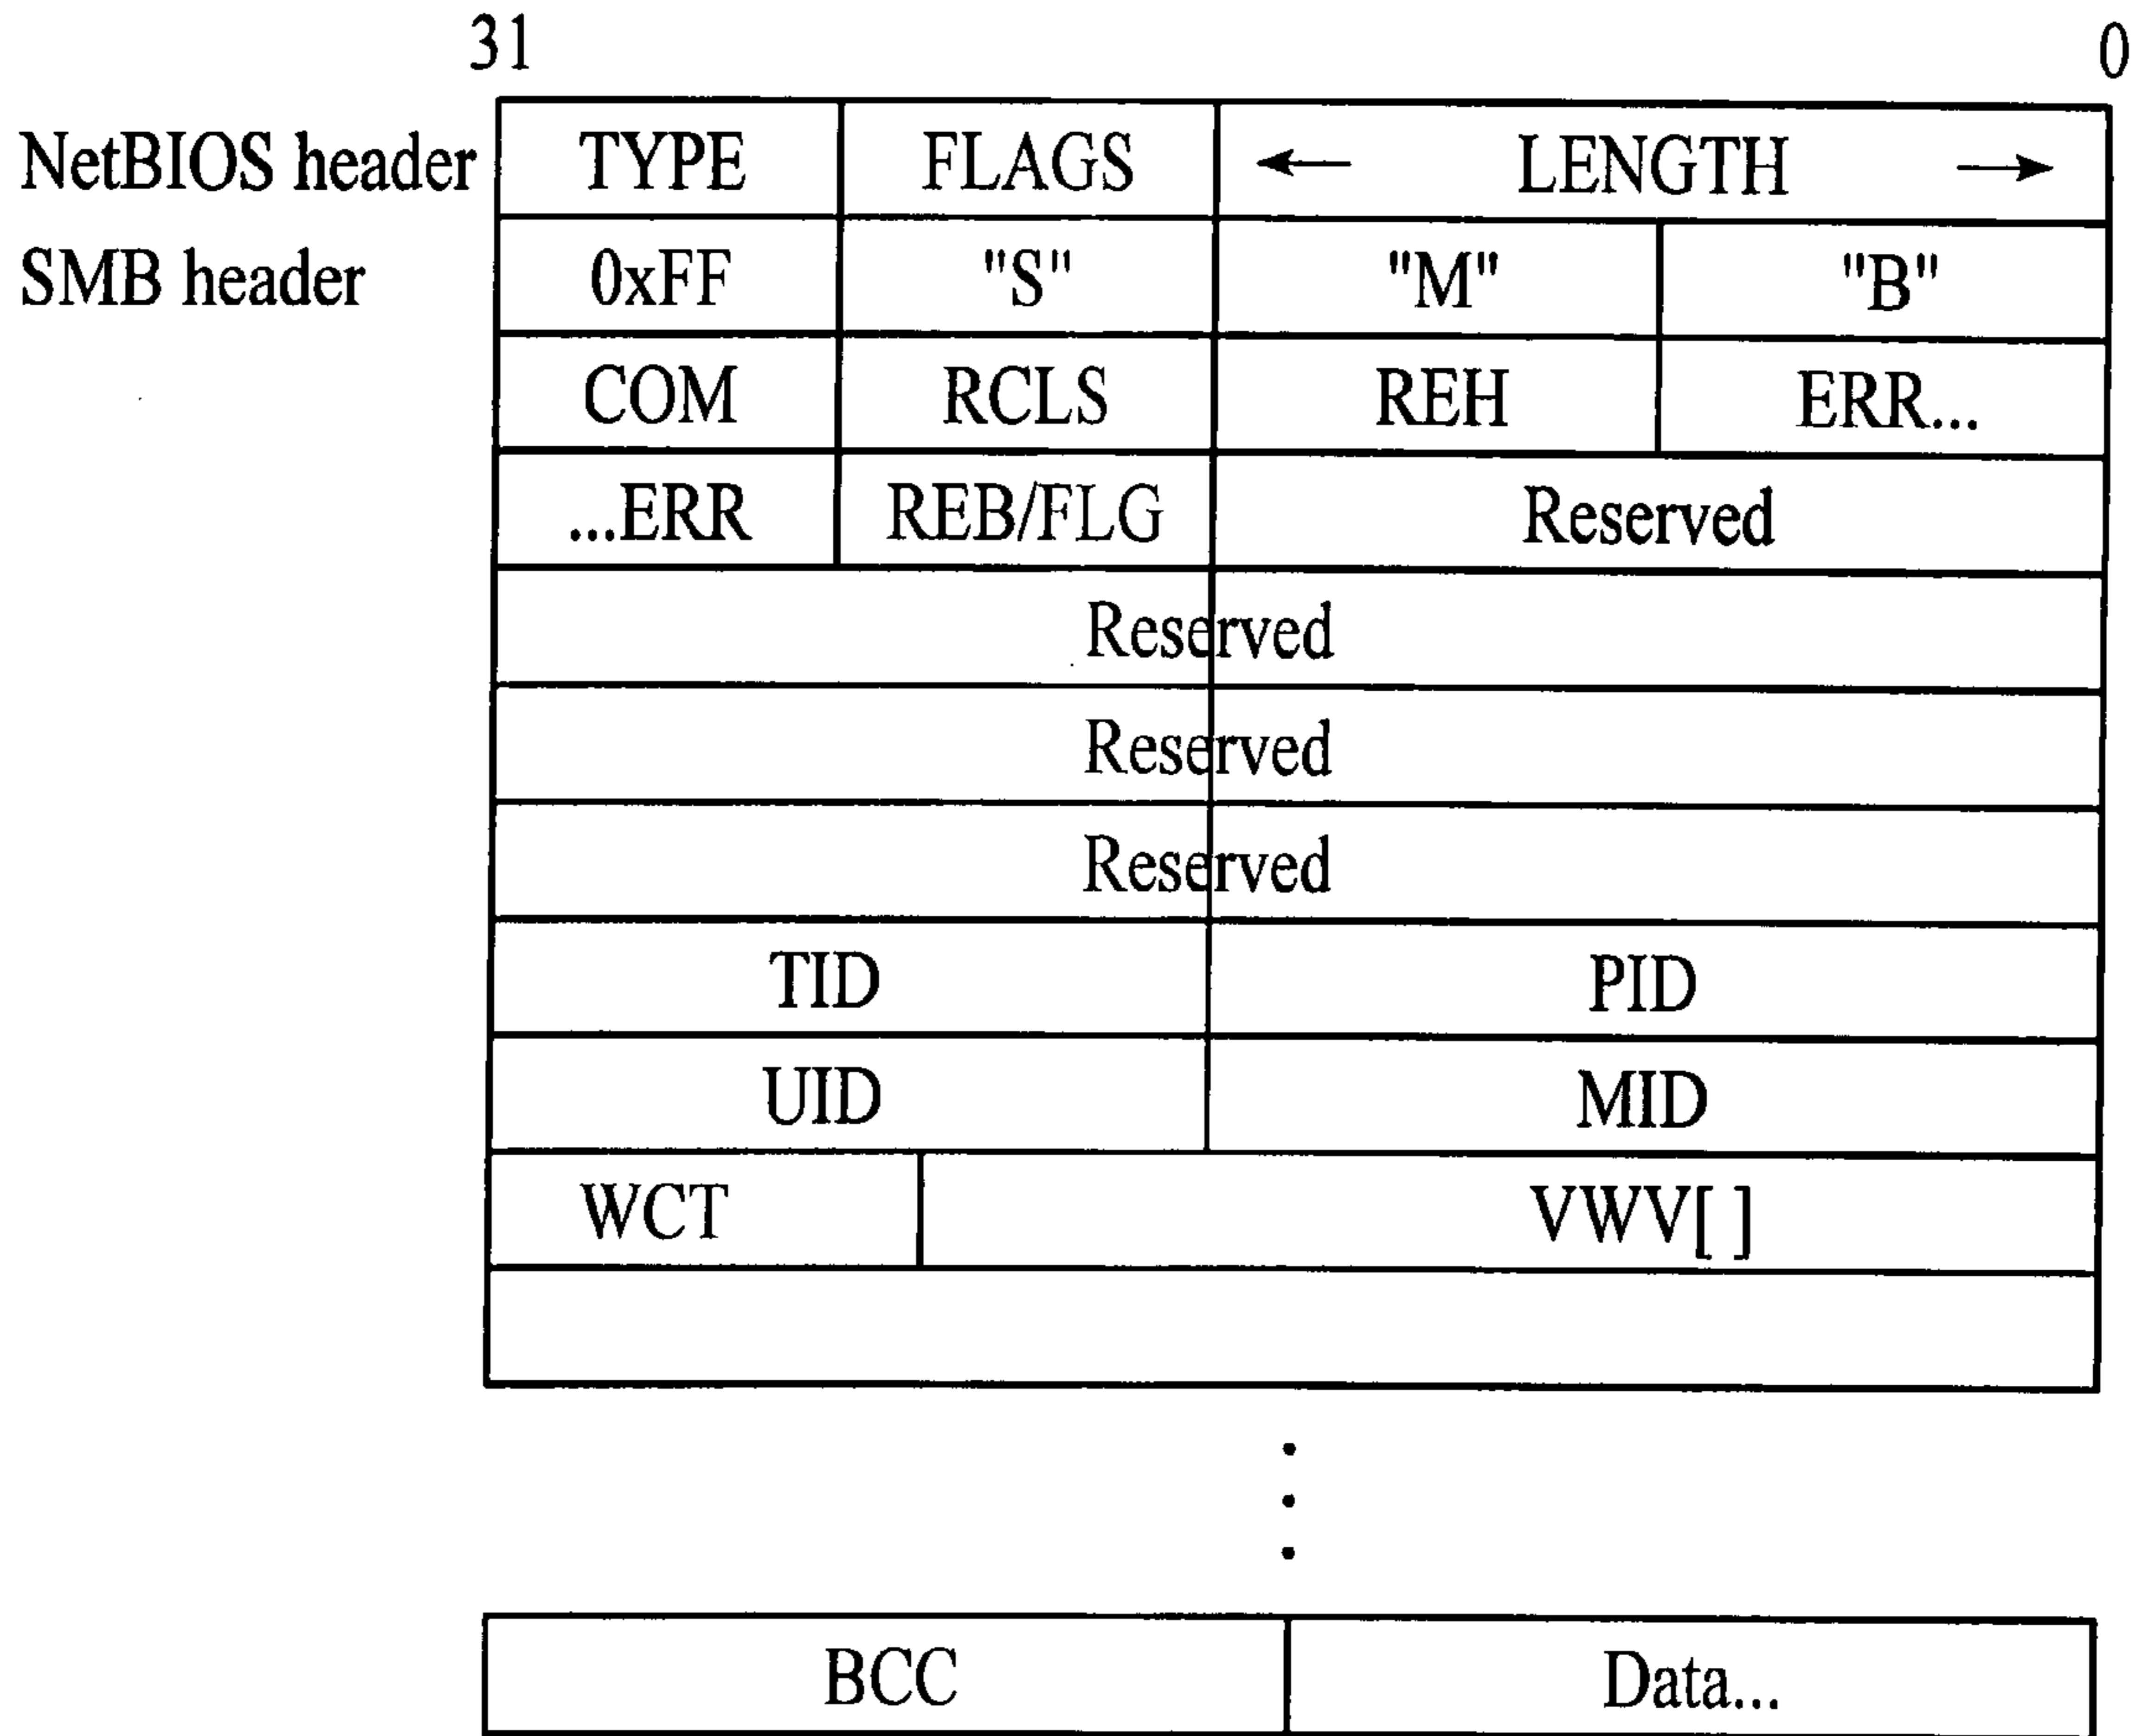 31 0
NetBIOS header TYPE FLAGS LENGTH
SMB header 0xFF "S" "M" "B"
COM RCLS REH ERR...
...ERR REB/FLG Reserved
Reserved
Reserved
Reserved
TID PID
UID MID
WCT VWV[ ]
BCC Data...